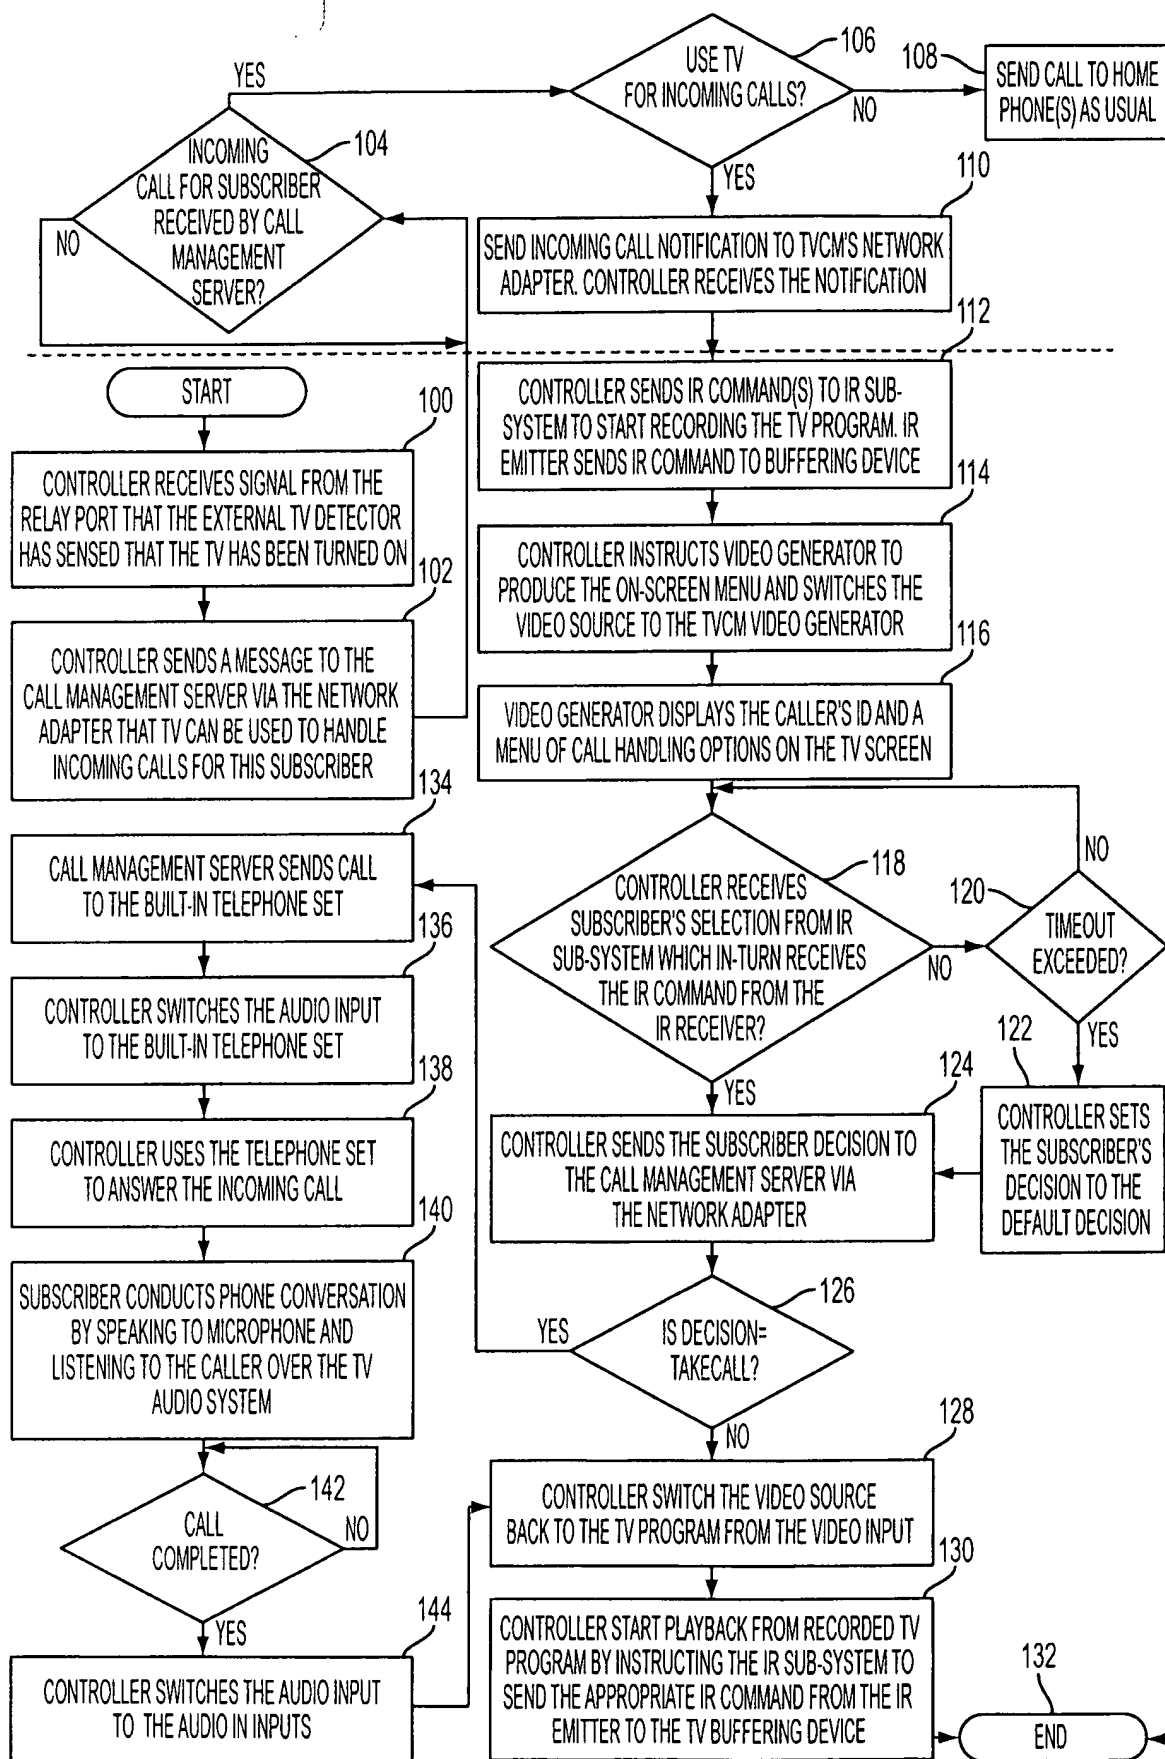 YES
INCOMING
CALL FOR SUBSCRIBER
RECEIVED BY CALL
MANAGEMENT
SERVER?
104
NO
USE TV
FOR INCOMING CALLS?
106
NO
YES
108
SEND CALL TO HOME
PHONE(S) AS USUAL
110
SEND INCOMING CALL NOTIFICATION TO TVCM'S NETWORK
ADAPTER. CONTROLLER RECEIVES THE NOTIFICATION
START
100
CONTROLLER RECEIVES SIGNAL FROM THE
RELAY PORT THAT THE EXTERNAL TV DETECTOR
HAS SENSED THAT THE TV HAS BEEN TURNED ON
102
CONTROLLER SENDS A MESSAGE TO THE
CALL MANAGEMENT SERVER VIA THE NETWORK
ADAPTER THAT TV CAN BE USED TO HANDLE
INCOMING CALLS FOR THIS SUBSCRIBER
112
CONTROLLER SENDS IR COMMAND(S) TO IR SUB-
SYSTEM TO START RECORDING THE TV PROGRAM. IR
EMITTER SENDS IR COMMAND TO BUFFERING DEVICE
114
CONTROLLER INSTRUCTS VIDEO GENERATOR TO
PRODUCE THE ON-SCREEN MENU AND SWITCHES THE
VIDEO SOURCE TO THE TVCM VIDEO GENERATOR
116
VIDEO GENERATOR DISPLAYS THE CALLER'S ID AND A
MENU OF CALL HANDLING OPTIONS ON THE TV SCREEN
118
CONTROLLER RECEIVES
SUBSCRIBER'S SELECTION FROM IR
SUB-SYSTEM WHICH IN-TURN RECEIVES
THE IR COMMAND FROM THE
IR RECEIVER?
NO
YES
120
TIMEOUT
EXCEEDED?
NO
YES
122
CONTROLLER SETS
THE SUBSCRIBER'S
DECISION TO THE
DEFAULT DECISION
124
CONTROLLER SENDS THE SUBSCRIBER DECISION TO
THE CALL MANAGEMENT SERVER VIA
THE NETWORK ADAPTER
126
IS DECISION=
TAKECALL?
YES
NO
128
CONTROLLER SWITCH THE VIDEO SOURCE
BACK TO THE TV PROGRAM FROM THE VIDEO INPUT
130
CONTROLLER START PLAYBACK FROM RECORDED TV
PROGRAM BY INSTRUCTING THE IR SUB-SYSTEM TO
SEND THE APPROPRIATE IR COMMAND FROM THE IR
EMITTER TO THE TV BUFFERING DEVICE
132
END
134
CALL MANAGEMENT SERVER SENDS CALL
TO THE BUILT-IN TELEPHONE SET
136
CONTROLLER SWITCHES THE AUDIO INPUT
TO THE BUILT-IN TELEPHONE SET
138
CONTROLLER USES THE TELEPHONE SET
TO ANSWER THE INCOMING CALL
140
SUBSCRIBER CONDUCTS PHONE CONVERSATION
BY SPEAKING TO MICROPHONE AND
LISTENING TO THE CALLER OVER THE TV
AUDIO SYSTEM
142
CALL
COMPLETED?
NO
YES
144
CONTROLLER SWITCHES THE AUDIO INPUT
TO THE AUDIO IN INPUTS